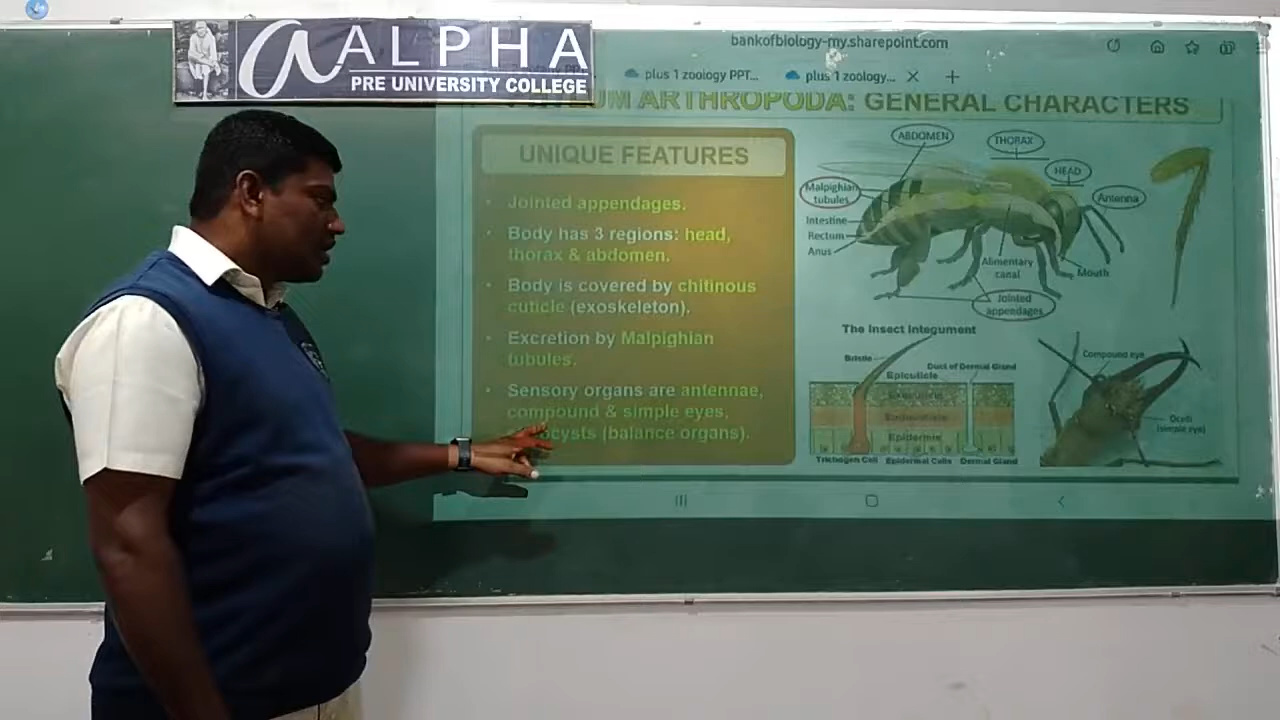 ALPHA
PRE UNIVERSITY COLLEGE
bankofbiology-my.sharepoint.com
plus 1 zoology PPT...
plus 1 zoology...
ARTHROPODA: GENERAL CHARACTERS
UNIQUE FEATURES
• Jointed appendages.
• Body has 3 regions: head,
thorax & abdomen.
• Body is covered by chitinous
cuticle (exoskeleton).
• Excretion by Malpighian
tubules.
• Sensory organs are antennae,
compound & simple eyes,
(balance organs).
ABDOMEN
THORAX
HEAD
Antenna
Malpighian
tubules
Intestine
Rectum
Anus
Alimentary
canal
Mouth
Jointed
appendages
The Insect Integument
Bristle
Duct of Dermal Gland
Epicuticle
Exocuticle
Endocuticle
Epidermis
Trichogen Cell
Epidermal Cells
Dermal Gland
Compound eye
Ocelli
(simple eye)